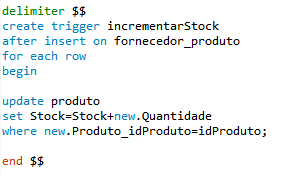 delimiter $$
create trigger incrementarStock
after insert on fornecedor_produto
for each row
begin
update produto
set Stock=Stock+new.Quantidade
where new.Produto_idProduto=idProduto;
end $$